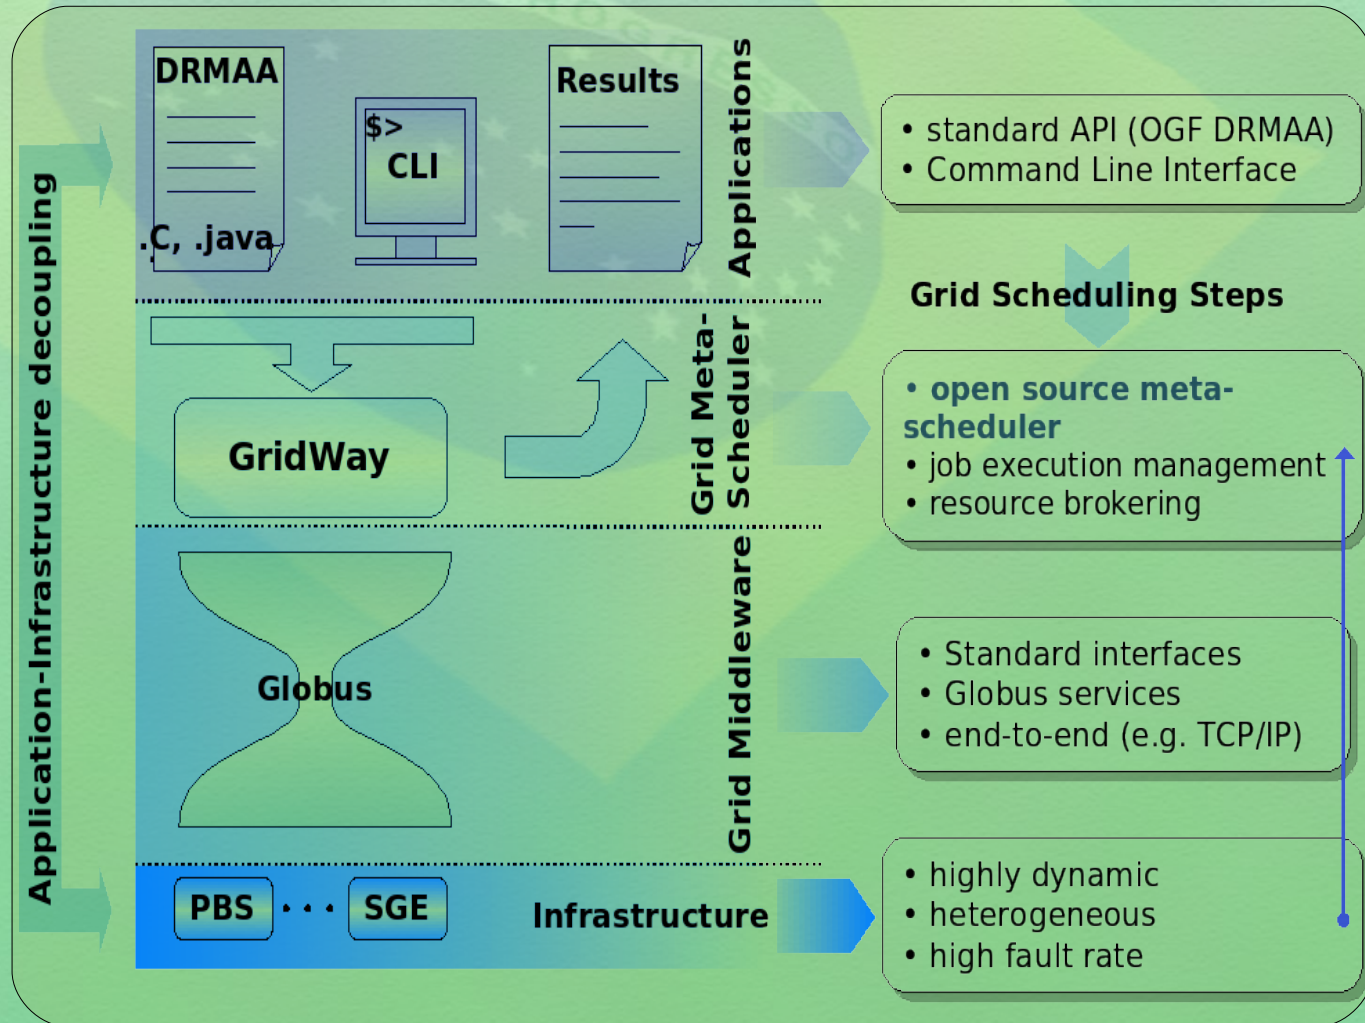 Application-Infrastructure decoupling
DRMAA
.C, .java
$>
CLI
Results
Applications
• standard API (OGF DRMAA)
• Command Line Interface
Grid Scheduling Steps
GridWay
Grid Meta-
Scheduler
• open source meta-
scheduler
• job execution management
• resource brokering
Globus
Grid Middleware
• Standard interfaces
• Globus services
• end-to-end (e.g. TCP/IP)
PBS
. . .
SGE
Infrastructure
• highly dynamic
• heterogeneous
• high fault rate